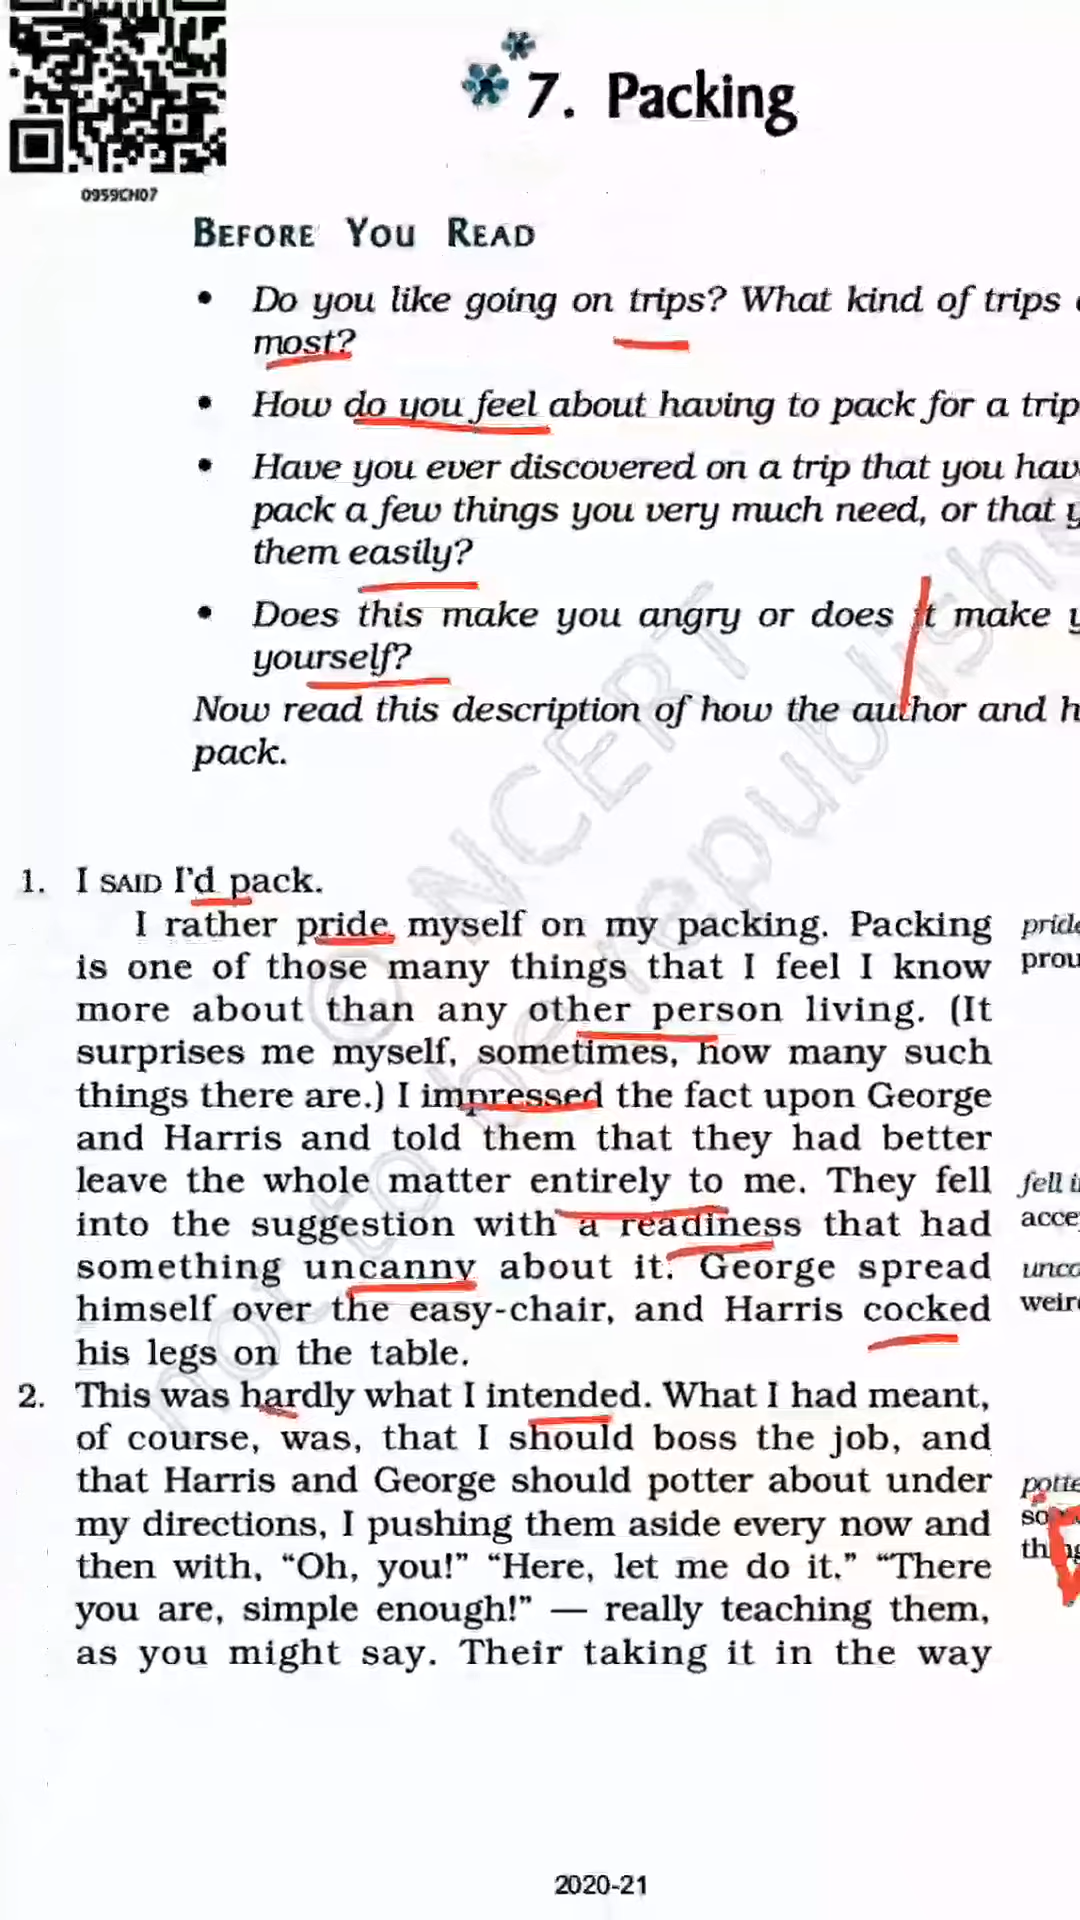 7. Packing
0959CH07
BEFORE YOU READ
• Do you like going on trips? What kind of trips
most?
• How do you feel about having to pack for a trip
• Have you ever discovered on a trip that you hav
pack a few things you very much need, or that y
them easily?
• Does this make you angry or does it make y
yourself?
Now read this description of how the author and h
pack.
1. I SAID I'd pack.
I rather pride myself on my packing. Packing
is one of those many things that I feel I know
more about than any other person living. (It
surprises me myself, sometimes, how many such
things there are.) I impressed the fact upon George
and Harris and told them that they had better
leave the whole matter entirely to me. They fell
into the suggestion with a readiness that had
something uncanny about it. George spread
himself over the easy-chair, and Harris cocked
his legs on the table.
2. This was hardly what I intended. What I had meant,
of course, was, that I should boss the job, and
that Harris and George should potter about under
my directions, I pushing them aside every now and
then with, “Oh, you!” “Here, let me do it.” “There
you are, simple enough!” — really teaching them,
as you might say. Their taking it in the way
pride
prou
fell i
acce
unca
weir
potte
so
thing
© NCERT
not to be republishe
2020-21